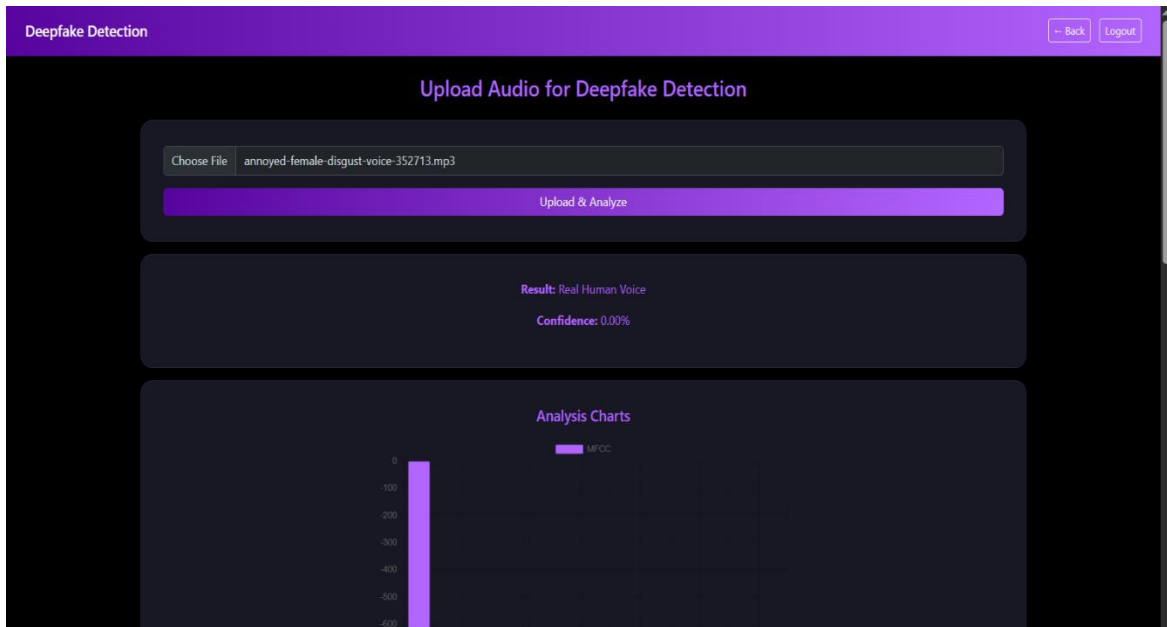 Deepfake Detection
← Back
Logout
Upload Audio for Deepfake Detection
Choose File annoyed-female-disgust-voice-352713.mp3
Upload & Analyze
Result: Real Human Voice
Confidence: 0.00%
Analysis Charts
MFCC
0
-100
-200
-300
-400
-500
-600